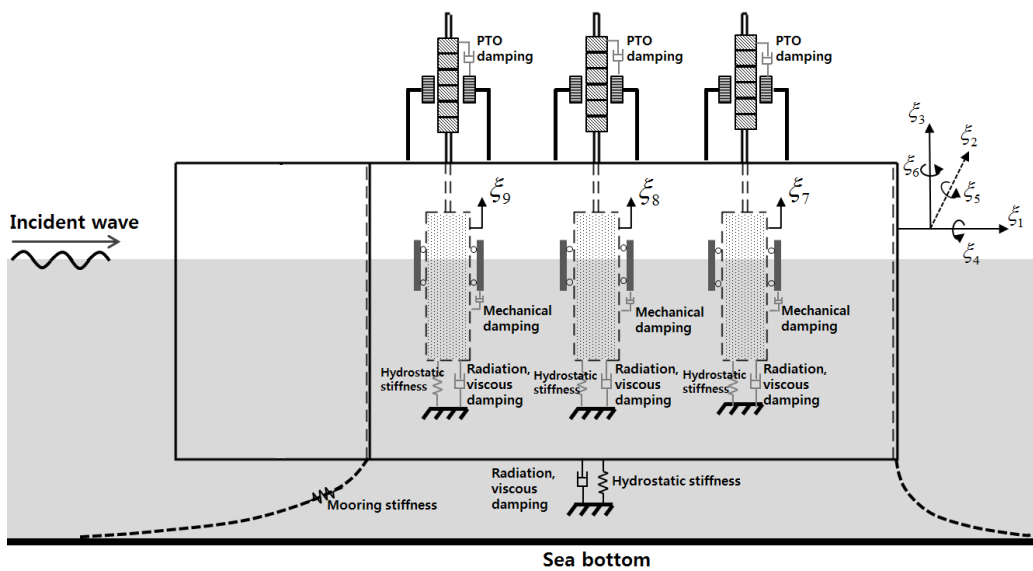 PTO
damping
PTO
damping
PTO
damping
ξ3
ξ2
ξ6
ξ5
ξ1
ξ4
ξ9
ξ8
ξ7
Incident wave
Mechanical
damping
Mechanical
damping
Mechanical
damping
Hydrostatic
stiffness
Radiation,
viscous
damping
Hydrostatic
stiffness
Radiation,
viscous
damping
Hydrostatic
stiffness
Radiation,
viscous
damping
Radiation,
viscous
damping
Hydrostatic stiffness
Mooring stiffness
Sea bottom